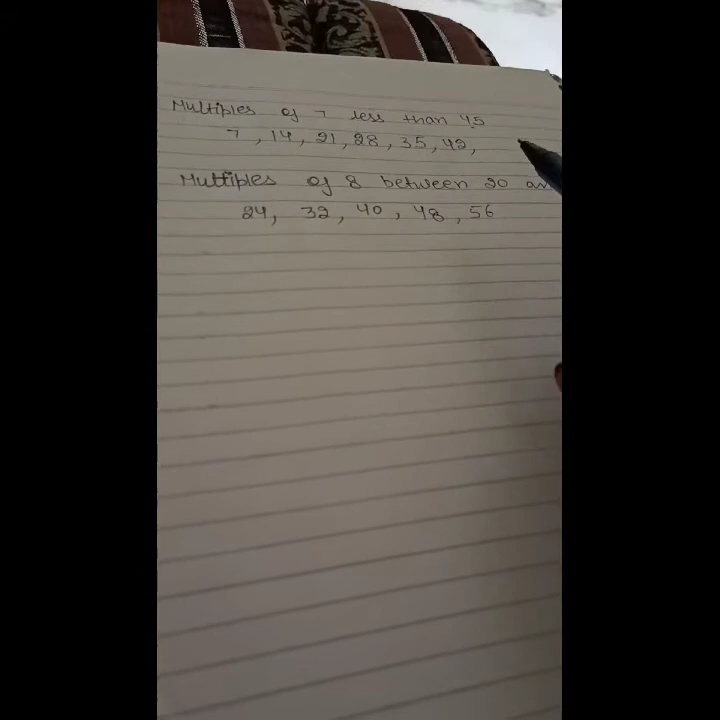 Multiples of 7 less than 45
7, 14, 21, 28, 35, 42,
Multiples of 8 between 20
24, 32, 40, 48, 56